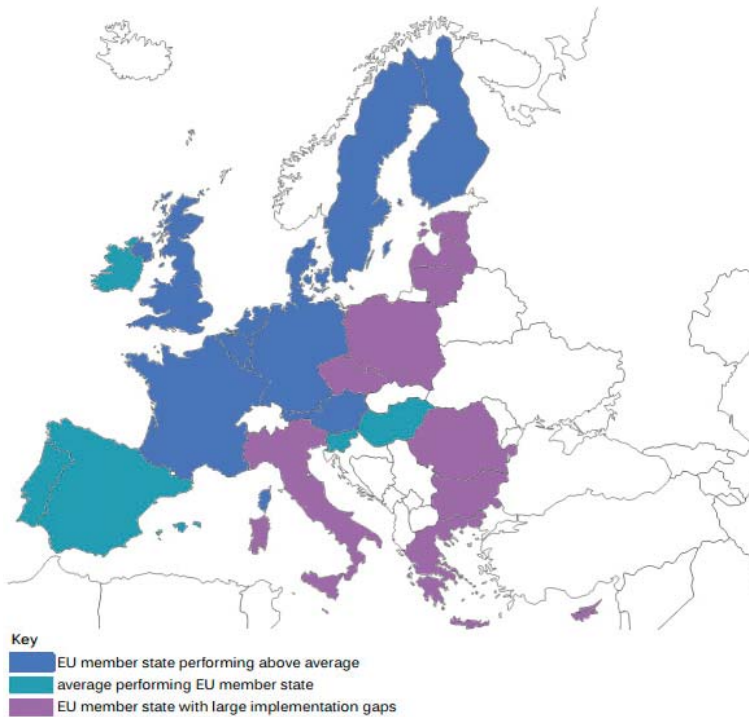 Key
EU member state performing above average
average performing EU member state
EU member state with large implementation gaps